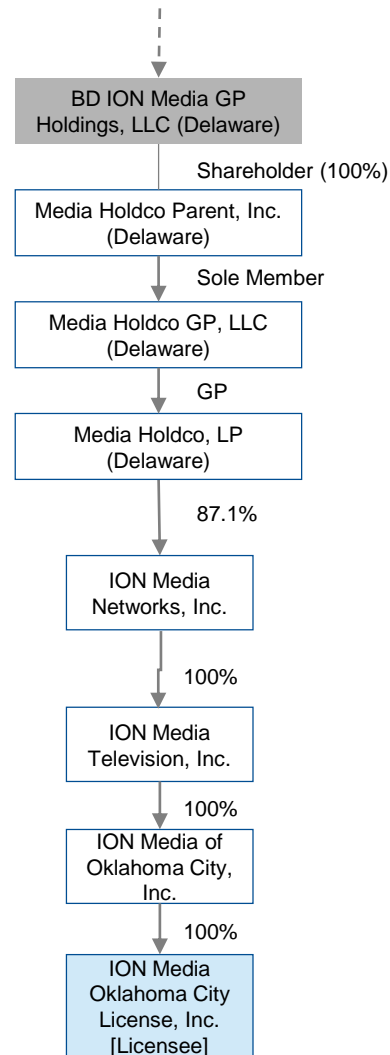 BD ION Media GP
Holdings, LLC (Delaware)
Shareholder (100%)
Media Holdco Parent, Inc.
(Delaware)
Sole Member
Media Holdco GP, LLC
(Delaware)
GP
Media Holdco, LP
(Delaware)
87.1%
ION Media
Networks, Inc.
100%
ION Media
Television, Inc.
100%
ION Media of
Oklahoma City,
Inc.
100%
ION Media
Oklahoma City
License, Inc.
[Licensee]